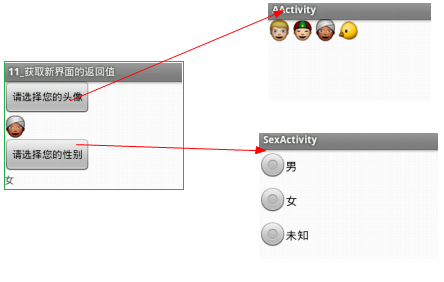 AActivity
11_获取新界面的返回值
请选择您的头像
请选择您的性别
女
SexActivity
男
女
未知